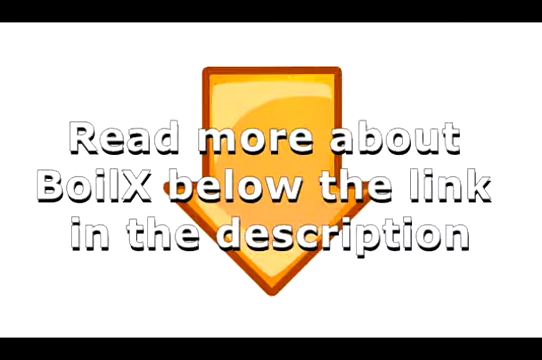 Read more about
BoilX below the link
in the description